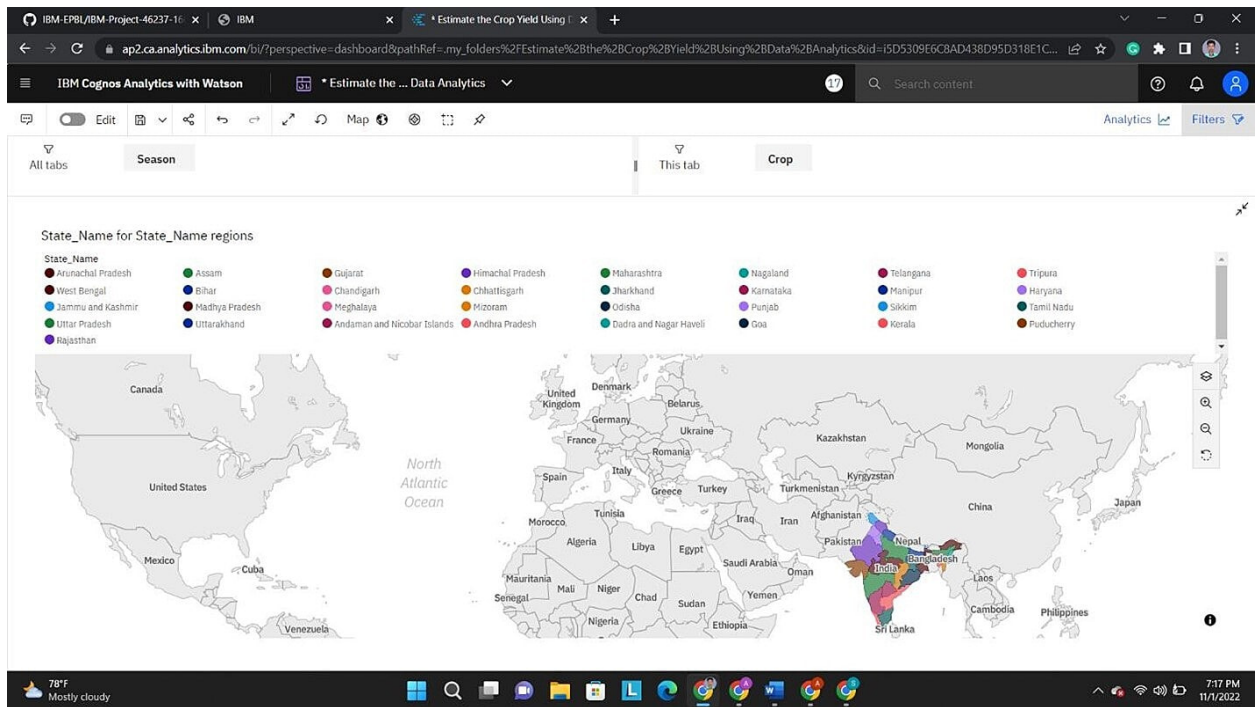 IBM-EPBL/IBM-Project-46237-16
IBM
* Estimate the Crop Yield Using D
ap2.ca.analytics.ibm.com/bi/?perspective=dashboard&pathRef=.my_folders%2FEstimate%2Bthe%2BCrop%2BYield%2BUsing%2BData%2BAnalytics&id=i5D5309E6C8AD438D95D318E1C...
IBM Cognos Analytics with Watson
* Estimate the ... Data Analytics
17
Search content
Edit
Map
Analytics
Filters
All tabs
Season
This tab
Crop
State_Name for State_Name regions
State_Name
Arunachal Pradesh Assam Gujarat Himachal Pradesh Maharashtra Nagaland Telangana Tripura
West Bengal Bihar Chandigarh Chhattisgarh Jharkhand Karnataka Manipur Haryana
Jammu and Kashmir Madhya Pradesh Meghalaya Mizoram Odisha Punjab Sikkim Tamil Nadu
Uttar Pradesh Uttarakhand Andaman and Nicobar Islands Andhra Pradesh Dadra and Nagar Haveli Goa Kerala Puducherry
Rajasthan
Canada
United
Kingdom
Denmark
Belarus
Germany
Ukraine
Kazakhstan
Mongolia
France
Romania
North
Atlantic
Ocean
Italy
Spain
Kyrgyzstan
United States
Greece
Turkey
Turkmenistan
China
Japan
Morocco
Tunisia
Iraq
Iran
Afghanistan
Algeria
Libya
Egypt
Pakistan
Nepal
Mexico
Cuba
Saudi Arabia
Oman
India
Bangladesh
Laos
Mauritania
Mali
Niger
Chad
Sudan
Yemen
Senegal
Cambodia
Philippines
Venezuela
Nigeria
Ethiopia
Sri Lanka
78°F
Mostly cloudy
7:17 PM
11/1/2022